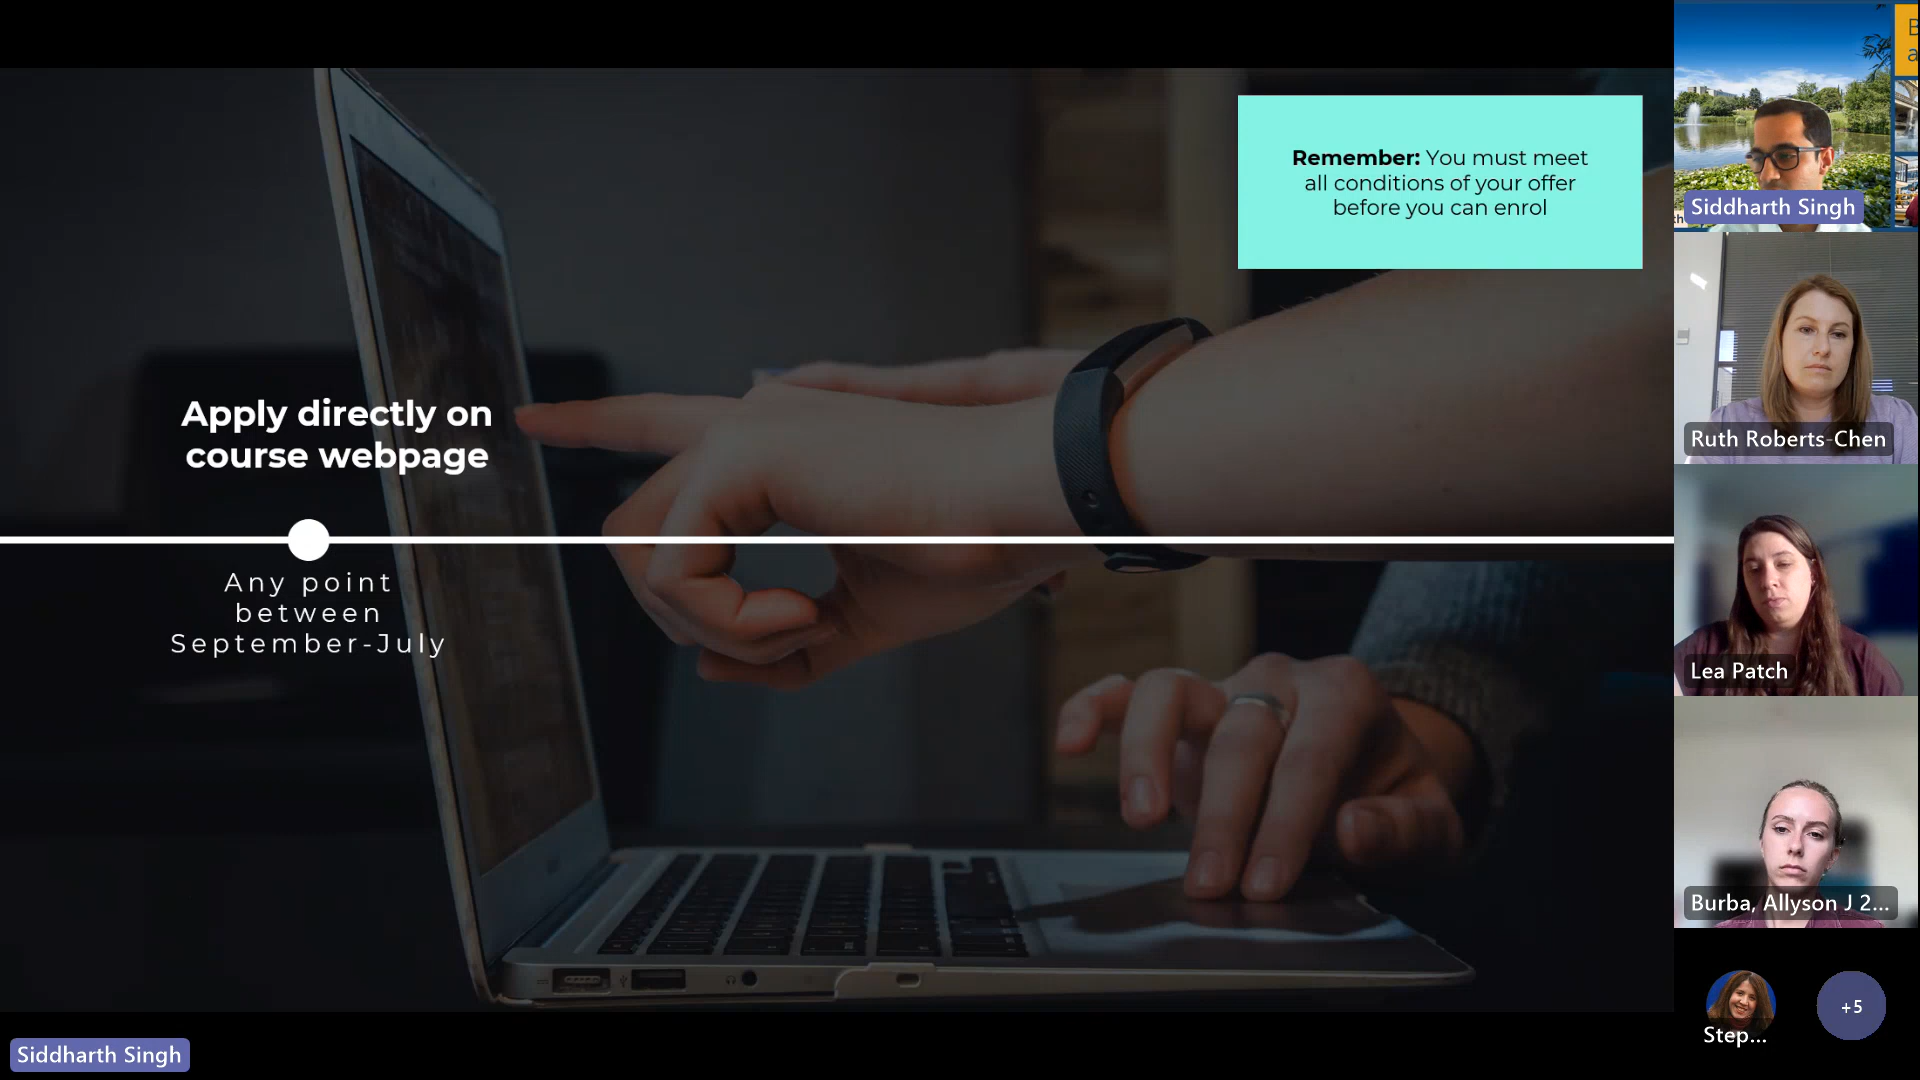 Remember: You must meet
all conditions of your offer
before you can enrol
Apply directly on
course webpage
Any point
between
September-July
Siddharth Singh
Siddharth Singh
Ruth Roberts-Chen
Lea Patch
Burba, Allyson J 2...
Step...
+5